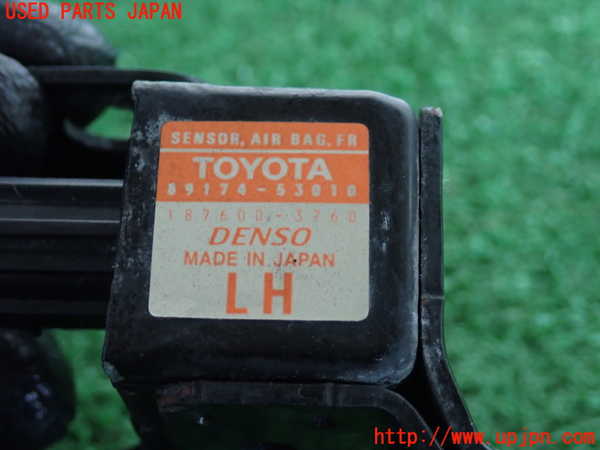 USED PARTS JAPAN
SENSOR, AIR BAG, FR
TOYOTA
89174-53010
187600-3760
DENSO
MADE IN JAPAN
LH
http://www.upjpn.com